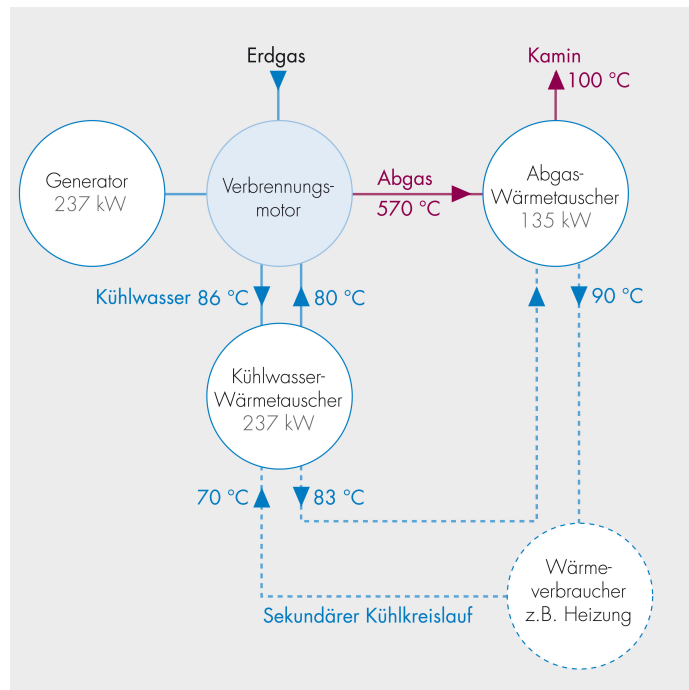 Erdgas
Kamin
100 °C
Generator
237 kW
Verbrennungs-
motor
Abgas
570 °C
Abgas-
Wärmetauscher
135 kW
Kühlwasser 86 °C
80 °C
90 °C
Kühlwasser-
Wärmetauscher
237 kW
70 °C
83 °C
Wärme-
verbraucher
z.B. Heizung
Sekundärer Kühlkreislauf